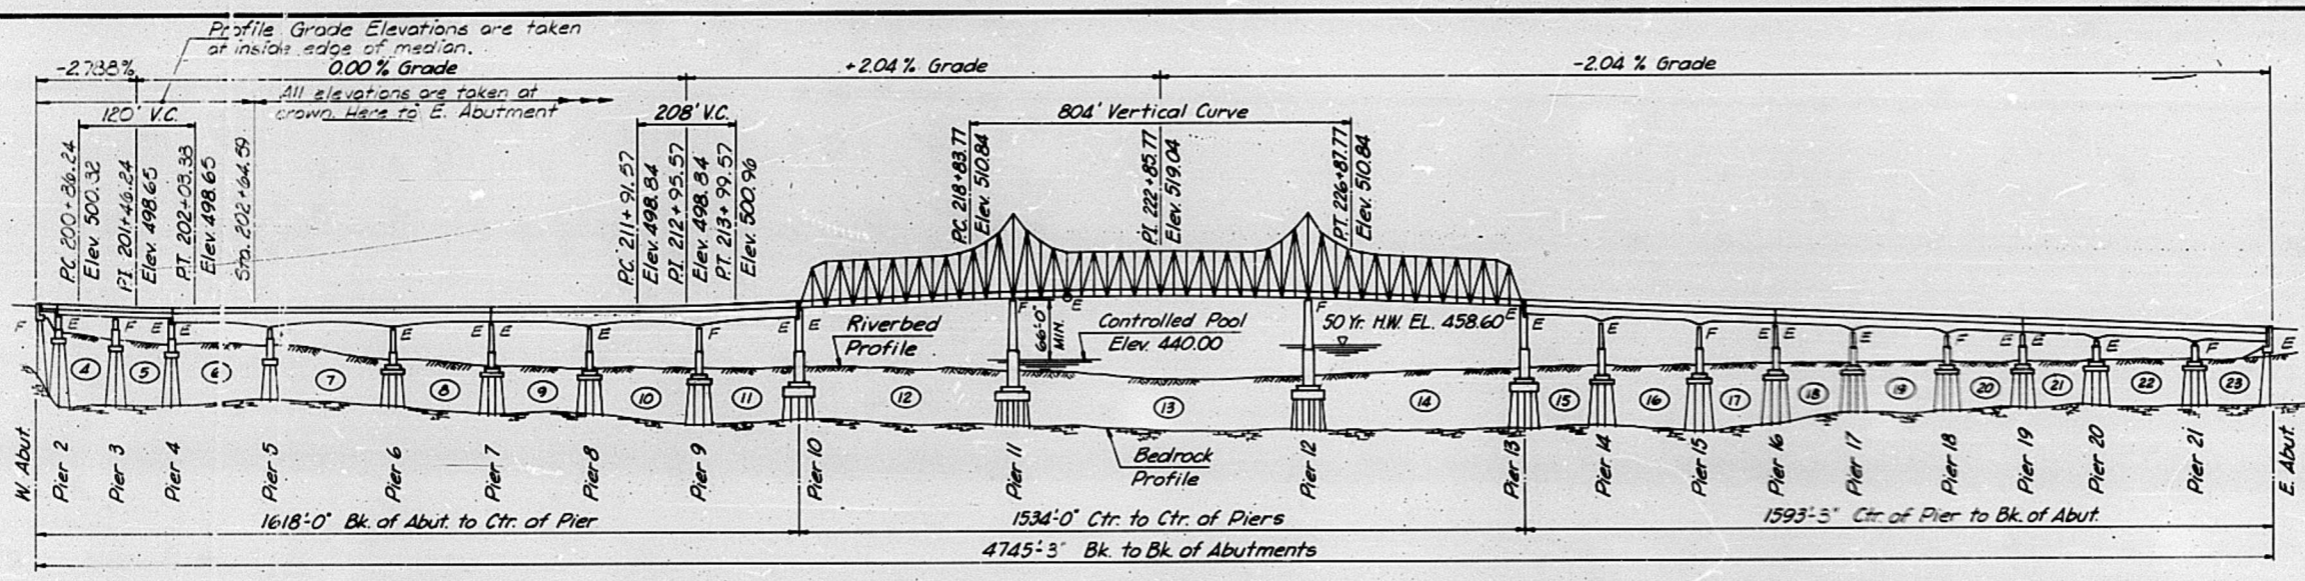 Profile Grade Elevations are taken
at inside edge of median.
-2.788%
0.00% Grade
+2.04% Grade
-2.04 % Grade
All elevations are taken at
crown Here to E. Abutment
120' V.C.
208' V.C.
804' Vertical Curve
P.C. 200+86.24
Elev. 500.32
P.I. 201+46.24
Elev. 498.65
P.T. 202+03.33
Elev. 498.65
Sta. 202+64.59
P.C. 211+91.57
Elev. 498.84
P.I. 212+95.57
Elev. 498.84
P.T. 213+99.57
Elev. 500.96
P.C. 218+83.77
Elev. 510.84
P.I. 222+85.77
Elev. 519.04
P.T. 226+87.77
Elev. 510.84
F E F E E E E E E F E E F E F E E F E F E E E F E
Riverbed
Profile
66'-0"
MIN.
Controlled Pool
Elev. 440.00
50 Yr. H.W. EL. 458.60
4 5 6 7 8 9 10 11 12 13 14 15 16 17 18 19 20 21 22 23
Bedrock
Profile
W. Abut.
Pier 2
Pier 3
Pier 4
Pier 5
Pier 6
Pier 7
Pier 8
Pier 9
Pier 10
Pier 11
Pier 12
Pier 13
Pier 14
Pier 15
Pier 16
Pier 17
Pier 18
Pier 19
Pier 20
Pier 21
E. Abut.
1618'-0" Bk. of Abut. to Ctr. of Pier
1534'-0" Ctr. to Ctr. of Piers
1593'-3" Ctr. of Pier to Bk. of Abut.
4745'-3" Bk. to Bk. of Abutments